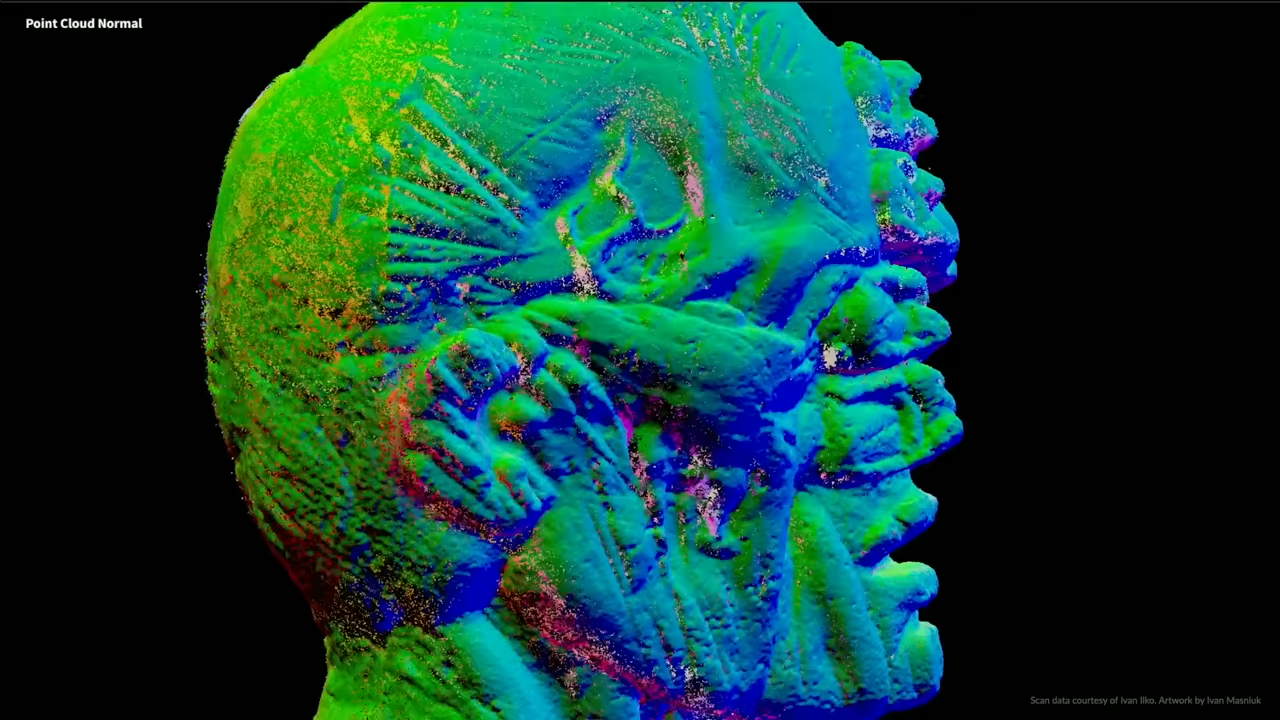 Point Cloud Normal
Scan data courtesy of Ivan Ilko. Artwork by Ivan Masniuk